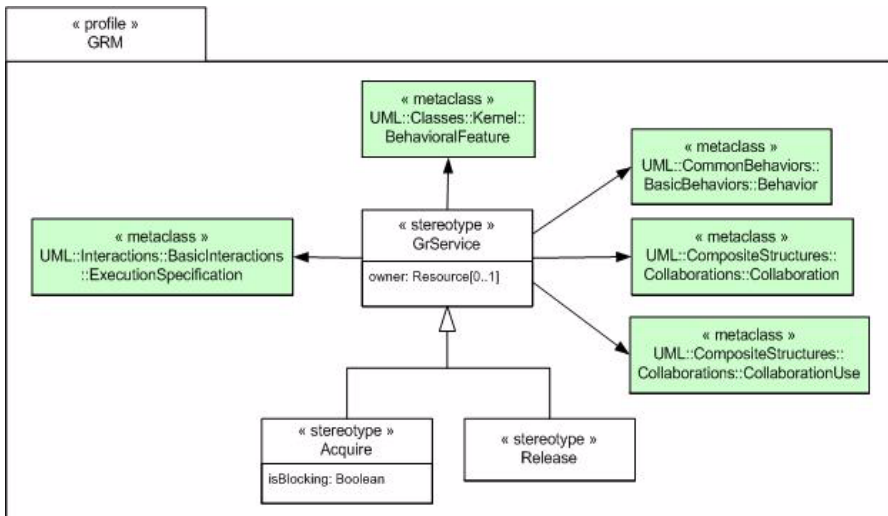 « profile »
GRM
« metaclass »
UML::Classes::Kernel::
BehavioralFeature
« metaclass »
UML::CommonBehaviors::
BasicBehaviors::Behavior
« metaclass »
UML::Interactions::BasicInteractions
::ExecutionSpecification
« stereotype »
GrService
owner: Resource[0..1]
« metaclass »
UML::CompositeStructures::
Collaborations::Collaboration
« metaclass »
UML::CompositeStructures::
Collaborations::CollaborationUse
« stereotype »
Acquire
isBlocking: Boolean
« stereotype »
Release